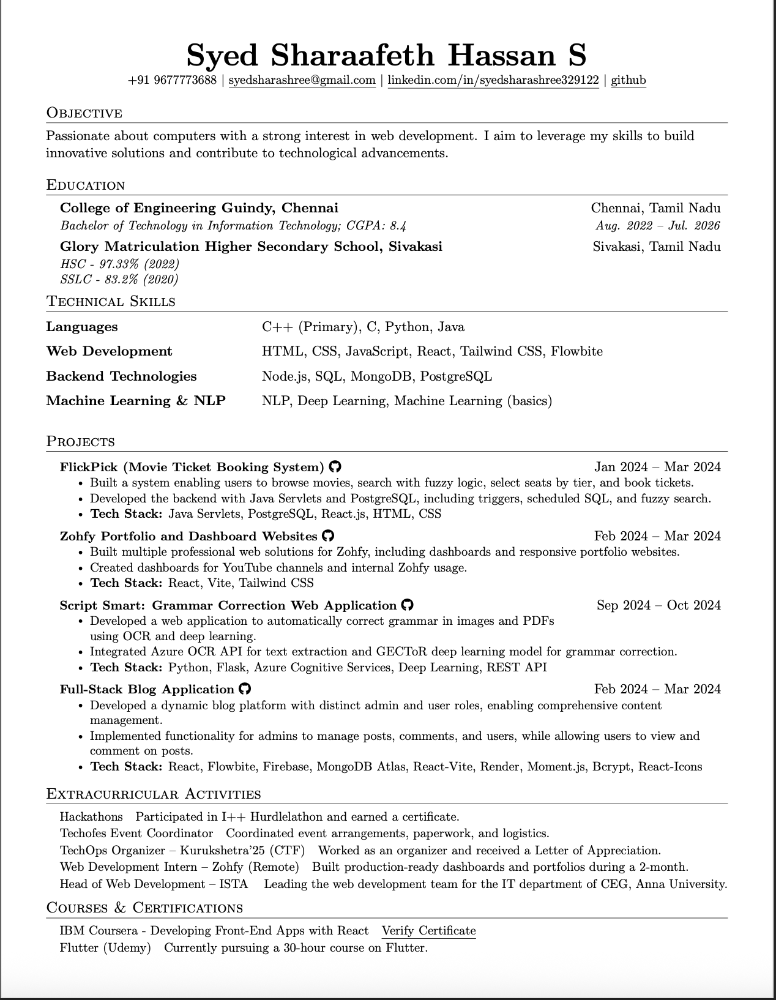 Syed Sharaafeth Hassan S
+91 9677773688 | syedsharashree@gmail.com | linkedin.com/in/syedsharashree329122 | github
Objective
Passionate about computers with a strong interest in web development. I aim to leverage my skills to build
innovative solutions and contribute to technological advancements.
Education
College of Engineering Guindy, Chennai Chennai, Tamil Nadu
Bachelor of Technology in Information Technology; CGPA: 8.4 Aug. 2022 – Jul. 2026
Glory Matriculation Higher Secondary School, Sivakasi Sivakasi, Tamil Nadu
HSC - 97.33% (2022)
SSLC - 83.2% (2020)
Technical Skills
Languages C++ (Primary), C, Python, Java
Web Development HTML, CSS, JavaScript, React, Tailwind CSS, Flowbite
Backend Technologies Node.js, SQL, MongoDB, PostgreSQL
Machine Learning & NLP NLP, Deep Learning, Machine Learning (basics)
Projects
FlickPick (Movie Ticket Booking System) Jan 2024 – Mar 2024
• Built a system enabling users to browse movies, search with fuzzy logic, select seats by tier, and book tickets.
• Developed the backend with Java Servlets and PostgreSQL, including triggers, scheduled SQL, and fuzzy search.
• Tech Stack: Java Servlets, PostgreSQL, React.js, HTML, CSS
Zohfy Portfolio and Dashboard Websites Feb 2024 – Mar 2024
• Built multiple professional web solutions for Zohfy, including dashboards and responsive portfolio websites.
• Created dashboards for YouTube channels and internal Zohfy usage.
• Tech Stack: React, Vite, Tailwind CSS
Script Smart: Grammar Correction Web Application Sep 2024 – Oct 2024
• Developed a web application to automatically correct grammar in images and PDFs
using OCR and deep learning.
• Integrated Azure OCR API for text extraction and GECToR deep learning model for grammar correction.
• Tech Stack: Python, Flask, Azure Cognitive Services, Deep Learning, REST API
Full-Stack Blog Application Feb 2024 – Mar 2024
• Developed a dynamic blog platform with distinct admin and user roles, enabling comprehensive content
management.
• Implemented functionality for admins to manage posts, comments, and users, while allowing users to view and
comment on posts.
• Tech Stack: React, Flowbite, Firebase, MongoDB Atlas, React-Vite, Render, Moment.js, Bcrypt, React-Icons
Extracurricular Activities
Hackathons Participated in I++ Hurdlelathon and earned a certificate.
Techofes Event Coordinator Coordinated event arrangements, paperwork, and logistics.
TechOps Organizer – Kurukshetra'25 (CTF) Worked as an organizer and received a Letter of Appreciation.
Web Development Intern – Zohfy (Remote) Built production-ready dashboards and portfolios during a 2-month.
Head of Web Development – ISTA Leading the web development team for the IT department of CEG, Anna University.
Courses & Certifications
IBM Coursera - Developing Front-End Apps with React Verify Certificate
Flutter (Udemy) Currently pursuing a 30-hour course on Flutter.